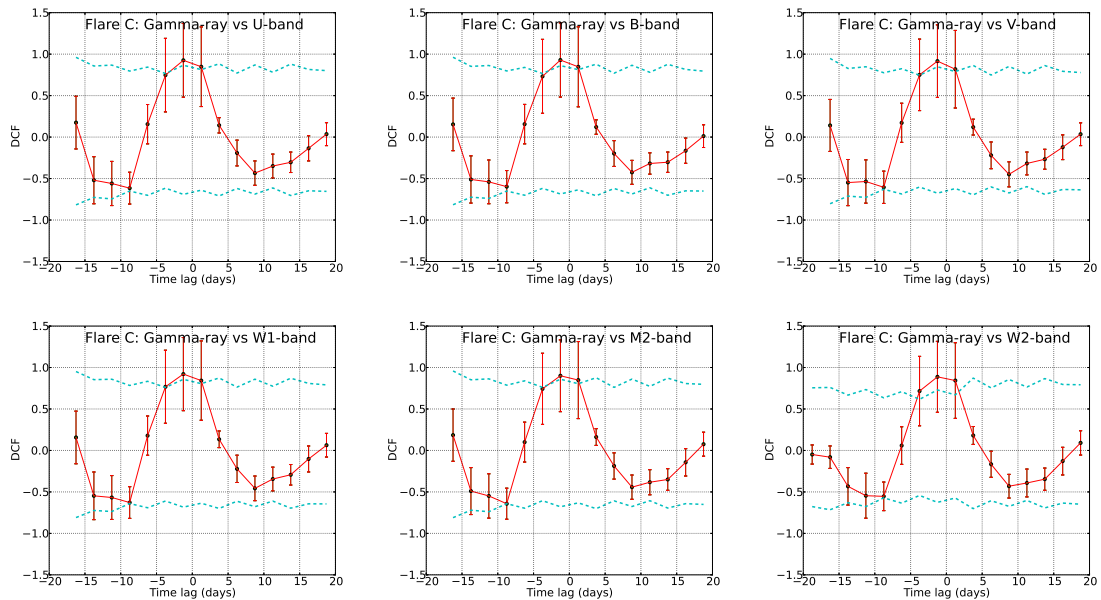 Flare C: Gamma-ray vs U-band
1.5
1.0
0.5
0.0
−0.5
−1.0
−1.5
DCF
−20 −15 −10 −5 0 5 10 15 20
Time lag (days)
Flare C: Gamma-ray vs B-band
1.5
1.0
0.5
0.0
−0.5
−1.0
−1.5
DCF
−20 −15 −10 −5 0 5 10 15 20
Time lag (days)
Flare C: Gamma-ray vs V-band
1.5
1.0
0.5
0.0
−0.5
−1.0
−1.5
DCF
−20 −15 −10 −5 0 5 10 15 20
Time lag (days)
Flare C: Gamma-ray vs W1-band
1.5
1.0
0.5
0.0
−0.5
−1.0
−1.5
DCF
−20 −15 −10 −5 0 5 10 15 20
Time lag (days)
Flare C: Gamma-ray vs M2-band
1.5
1.0
0.5
0.0
−0.5
−1.0
−1.5
DCF
−20 −15 −10 −5 0 5 10 15 20
Time lag (days)
Flare C: Gamma-ray vs W2-band
1.5
1.0
0.5
0.0
−0.5
−1.0
−1.5
DCF
−20 −15 −10 −5 0 5 10 15 20
Time lag (days)